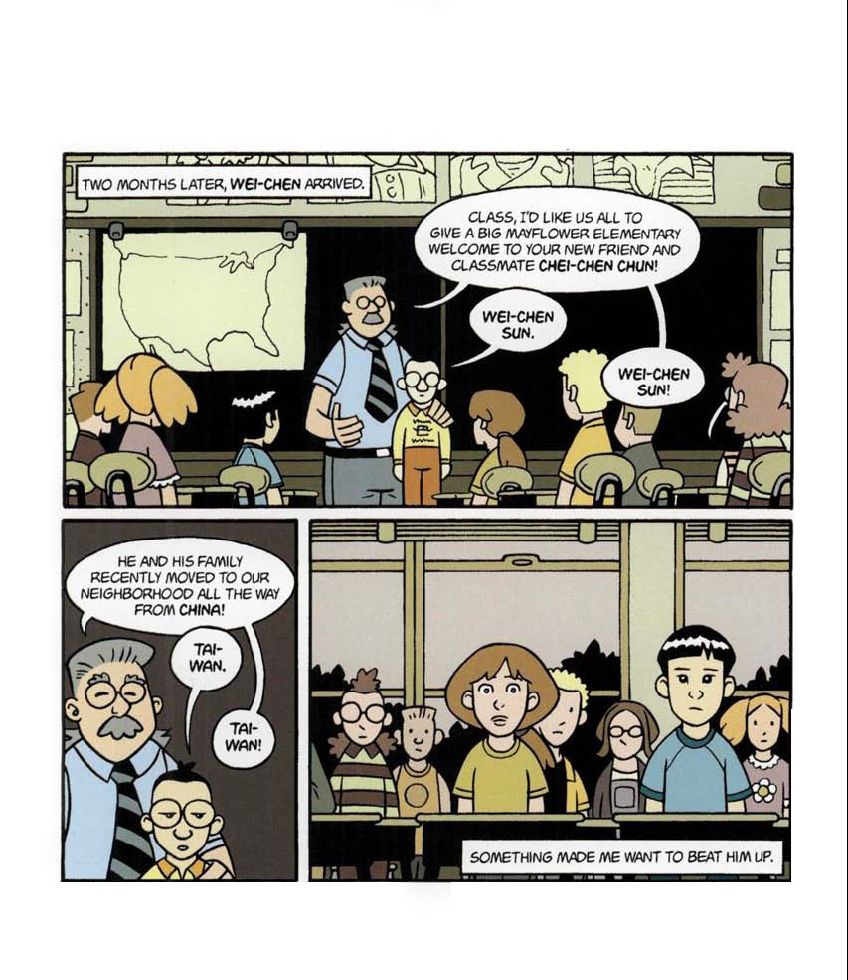 TWO MONTHS LATER, WEI-CHEN ARRIVED.
CLASS, I'D LIKE US ALL TO
GIVE A BIG MAYFLOWER ELEMENTARY
WELCOME TO YOUR NEW FRIEND AND
CLASSMATE CHEI-CHEN CHUN!
WEI-CHEN
SUN.
WEI-CHEN
SUN!
HE AND HIS FAMILY
RECENTLY MOVED TO OUR
NEIGHBORHOOD ALL THE WAY
FROM CHINA!
TAI-
WAN.
TAI-
WAN!
SOMETHING MADE ME WANT TO BEAT HIM UP.